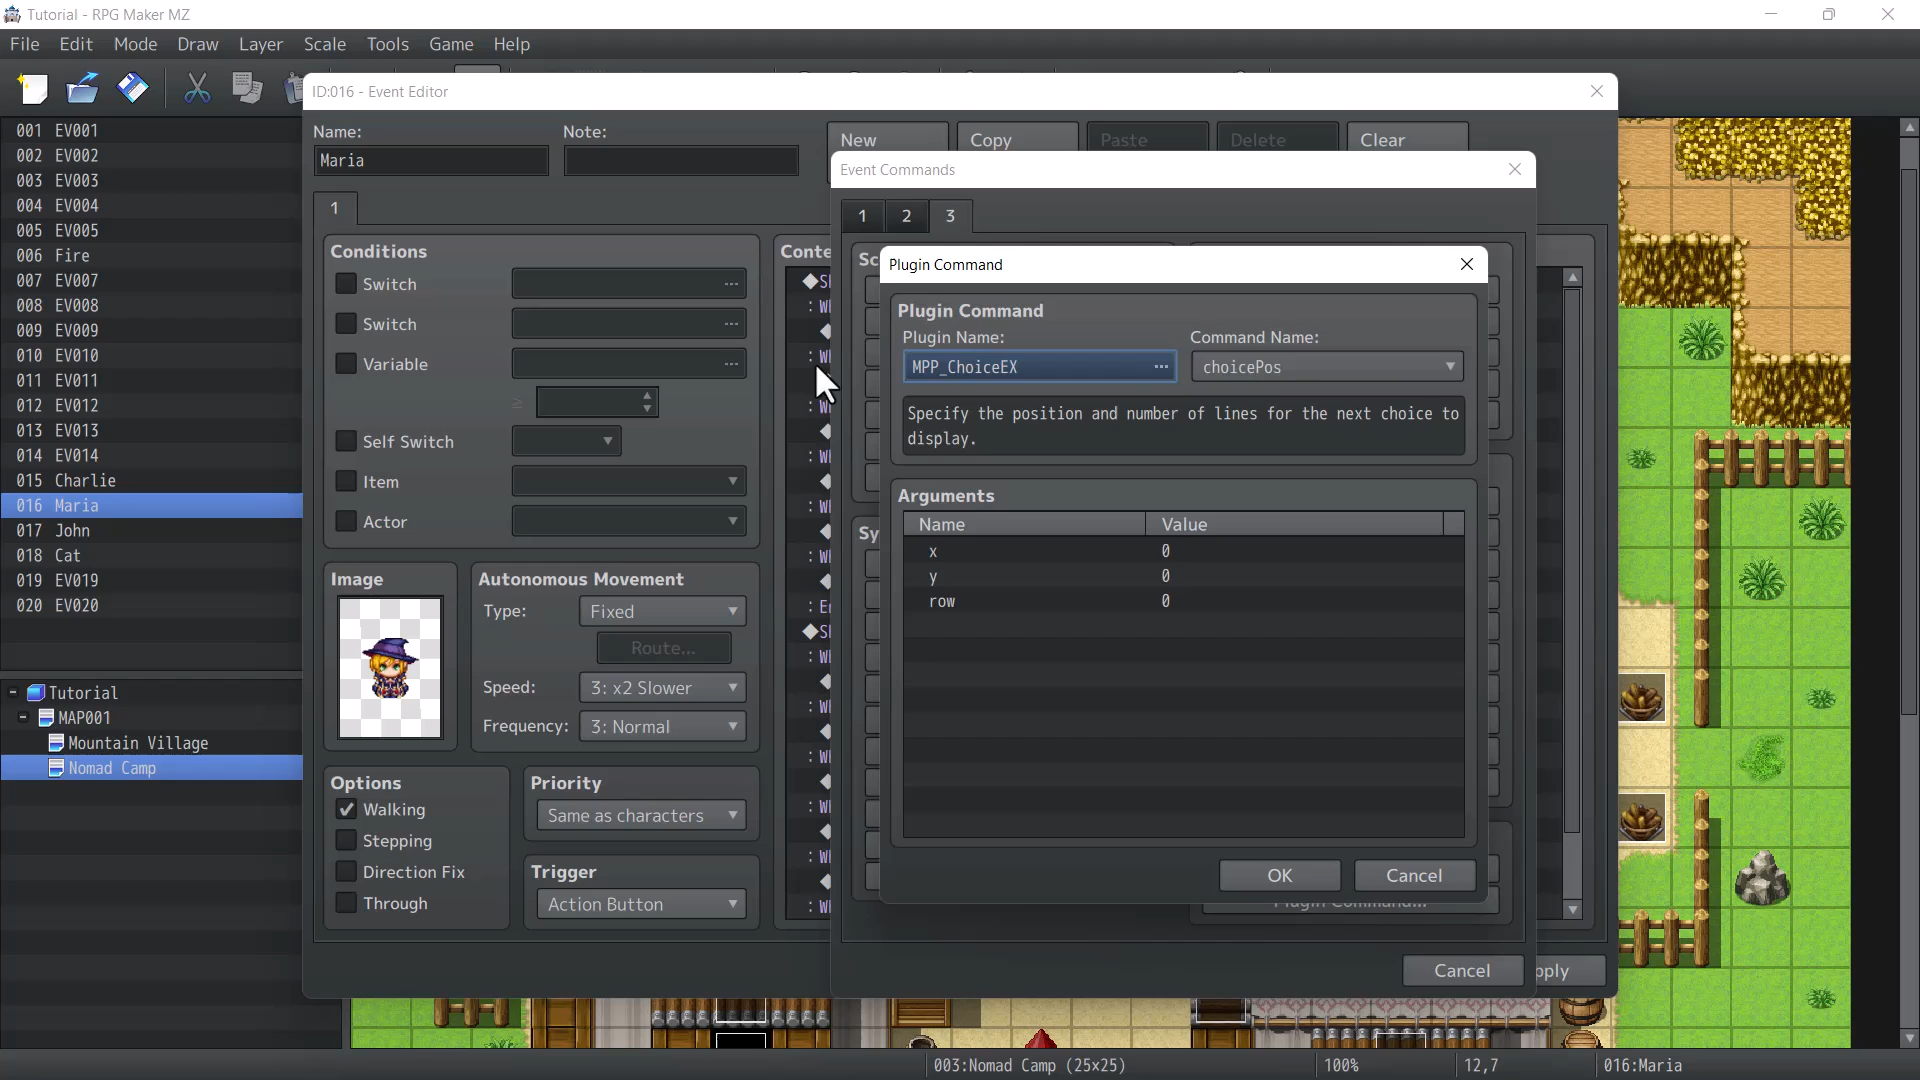 Tutorial - RPG Maker MZ
File Edit Mode Draw Layer Scale Tools Game Help
ID:016 - Event Editor
Name: Note:
Maria
New Copy Paste Delete Clear
Event Commands
1 2 3
1
001 EV001
002 EV002
003 EV003
004 EV004
005 EV005
006 Fire
007 EV007
008 EV008
009 EV009
010 EV010
011 EV011
012 EV012
013 EV013
014 EV014
015 Charlie
016 Maria
017 John
018 Cat
019 EV019
020 EV020
Tutorial
MAP001
Mountain Village
Nomad Camp
Conditions
Switch
Switch
Variable
≥
Self Switch
Item
Actor
Image
Autonomous Movement
Type: Fixed
Route...
Speed: 3: x2 Slower
Frequency: 3: Normal
Options
Walking
Stepping
Direction Fix
Through
Priority
Same as characters
Trigger
Action Button
Conte
Sc
Sy
Plugin Command
Plugin Command
Plugin Name: Command Name:
MPP_ChoiceEX choicePos
Specify the position and number of lines for the next choice to
display.
Arguments
Name Value
x 0
y 0
row 0
OK Cancel
Plugin Command...
Cancel pply
003:Nomad Camp (25x25) 100% 12,7 016:Maria